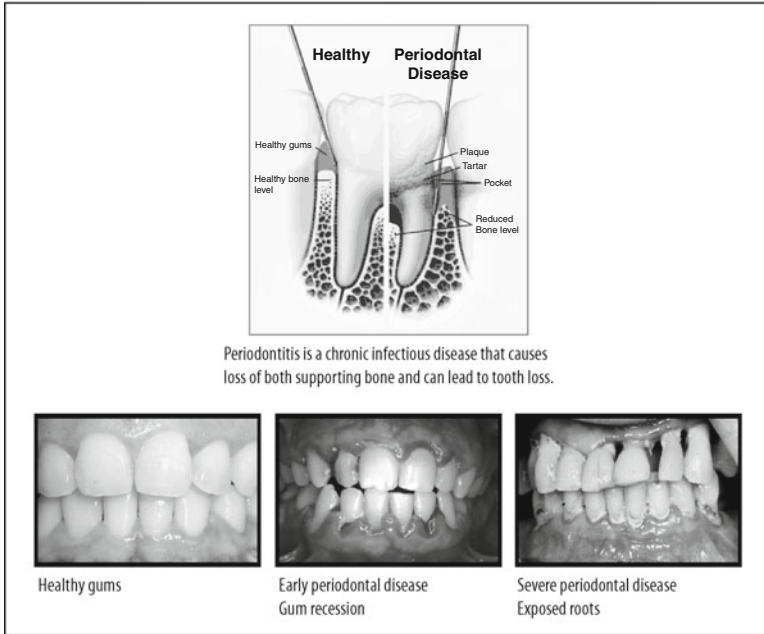 Healthy
Periodontal
Disease
Healthy gums
Healthy bone
level
Plaque
Tartar
Pocket
Reduced
Bone level
Periodontitis is a chronic infectious disease that causes
loss of both supporting bone and can lead to tooth loss.
Healthy gums
Early periodontal disease
Gum recession
Severe periodontal disease
Exposed roots